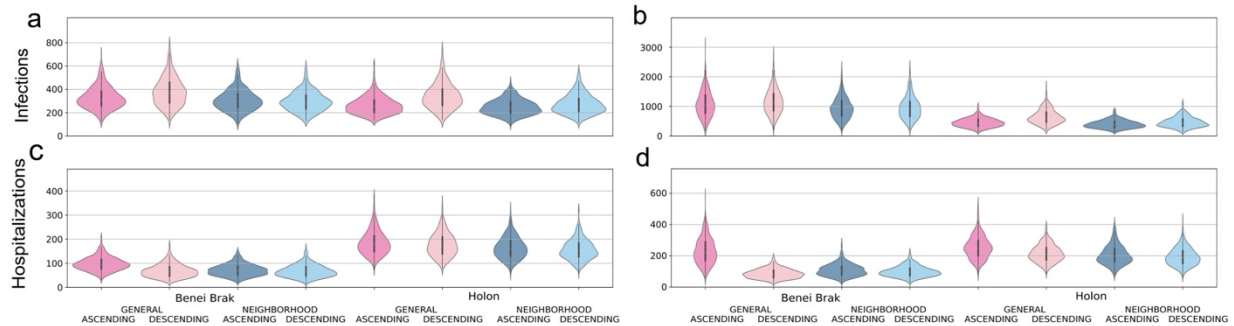 a
b
Infections
800
600
400
200
0
3000
2000
1000
0
c
d
Hospitalizations
400
300
200
100
0
600
400
200
0
Benei Brak
Holon
GENERAL
NEIGHBORHOOD
GENERAL
NEIGHBORHOOD
ASCENDING DESCENDING
ASCENDING DESCENDING
ASCENDING DESCENDING
ASCENDING DESCENDING
Benei Brak
Holon
GENERAL
NEIGHBORHOOD
GENERAL
NEIGHBORHOOD
ASCENDING DESCENDING
ASCENDING DESCENDING
ASCENDING DESCENDING
ASCENDING DESCENDING